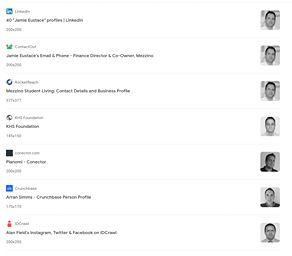 LinkedIn
40 "Jamie Eustace" profiles | LinkedIn
200x200
ContactOut
Jamie Eustace's Email & Phone - Finance Director & Co-Owner, Mezzino
200x200
RocketReach
Mezzino Student Living: Contact Details and Business Profile
377x377
KHS Foundation
KHS Foundation
145x150
conector.com
Planomi - Conector
200x200
Crunchbase
Arran Simms - Crunchbase Person Profile
170x170
IDCrawl
Alan Field's Instagram, Twitter & Facebook on IDCrawl
200x200